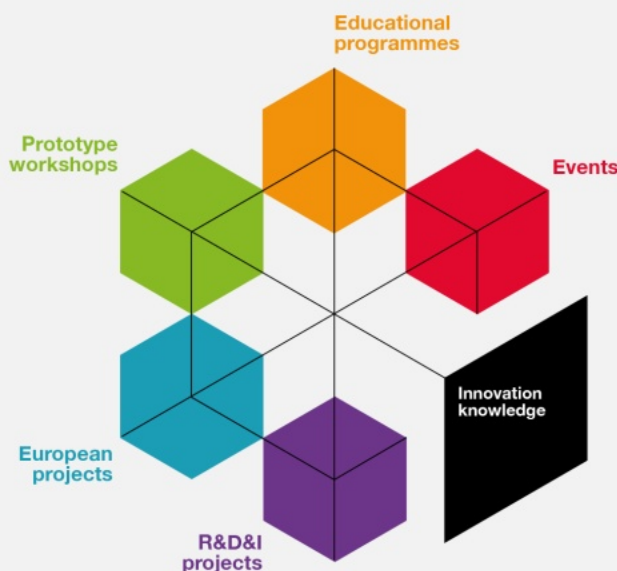 Educational
programmes
Prototype
workshops
Events
Innovation
knowledge
European
projects
R&D&I
projects